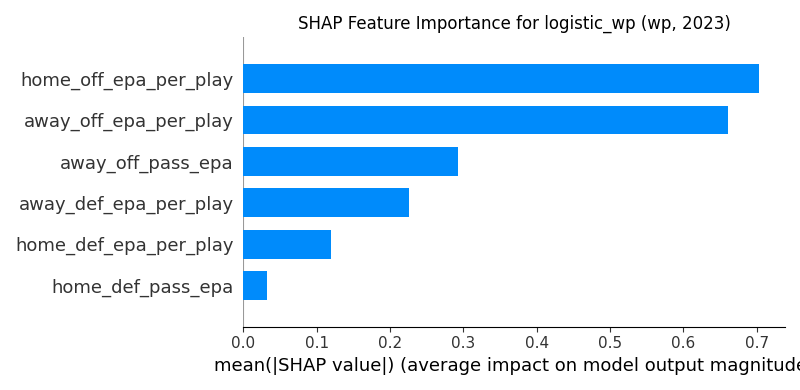 SHAP Feature Importance for logistic_wp (wp, 2023)
home_off_epa_per_play
away_off_epa_per_play
away_off_pass_epa
away_def_epa_per_play
home_def_epa_per_play
home_def_pass_epa
0.0 0.1 0.2 0.3 0.4 0.5 0.6 0.7
mean(|SHAP value|) (average impact on model output magnitude